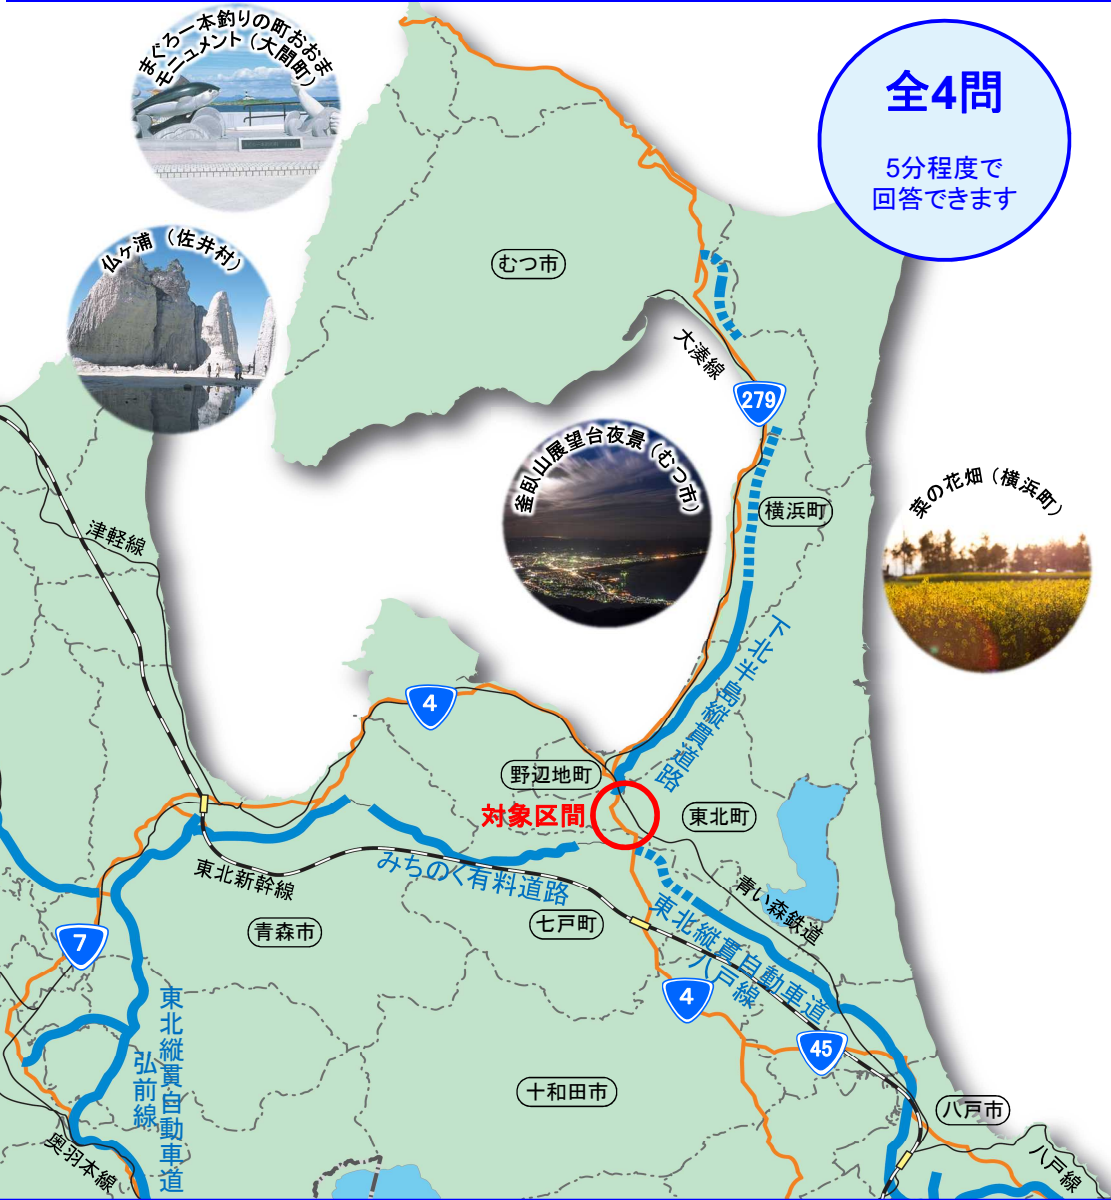 まぐろ一本釣りの町おおま
モニュメント（大間町）
全4問
5分程度で
回答できます
仏ヶ浦（佐井村）
むつ市
大湊線
279
釜臥山展望台夜景（むつ市）
横浜町
菜の花畑（横浜町）
津軽線
下北半島縦貫道路
4
野辺地町
対象区間
東北町
東北新幹線
みちのく有料道路
青い森鉄道
七戸町
東北縦貫自動車道
八戸線
青森市
7
4
45
東北縦貫自動車道
弘前線
十和田市
八戸市
奥羽本線
八戸線